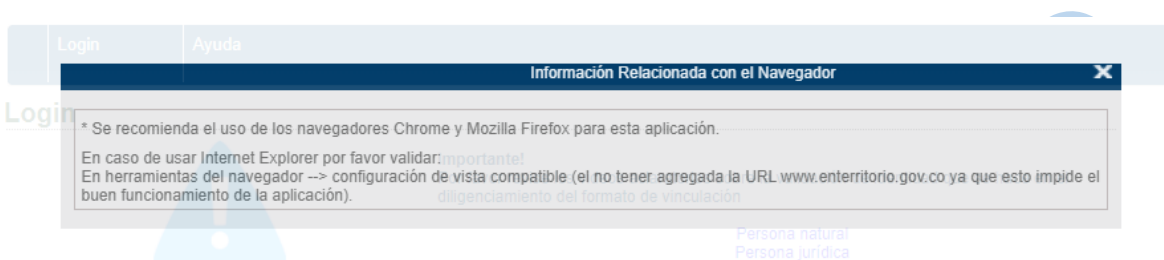 Login Ayuda
Información Relacionada con el Navegador X
Login
* Se recomienda el uso de los navegadores Chrome y Mozilla Firefox para esta aplicación.
En caso de usar Internet Explorer por favor validar:
Importante!
En herramientas del navegador --> configuración de vista compatible (el no tener agregada la URL www.enterritorio.gov.co ya que esto impide el
buen funcionamiento de la aplicación).
diligenciamiento del formato de vinculación
Persona natural
Persona jurídica